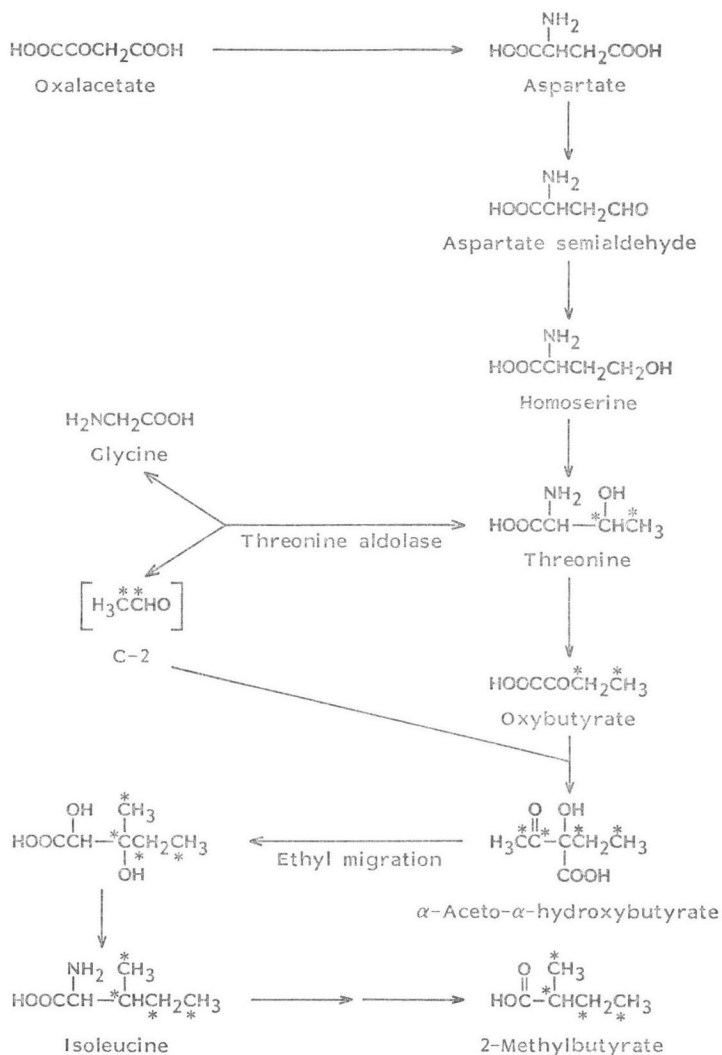 NH2
HOOCCOCH2COOH HOOCCHCH2COOH
Oxalacetate Aspartate
NH2
HOOCCHCH2CHO
Aspartate semialdehyde
NH2
HOOCCHCH2CH2OH
Homoserine
H2NCH2COOH
Glycine
NH2 OH
* *
HOOCCH—CHCH3
Threonine aldolase
Threonine
* *
[H3CCHO]
C-2
* *
HOOCCOCH2CH3
Oxybutyrate
OH *CH3
HOOCCH—*CCH2CH3
* *
OH
Ethyl migration
O OH
* * * *
H3CC—C—CH2CH3
COOH
α-Aceto-α-hydroxybutyrate
NH2 *CH3
HOOCCH—*CHCH2CH3
* *
Isoleucine
O *CH3
HOC—*CHCH2CH3
* *
2-Methylbutyrate